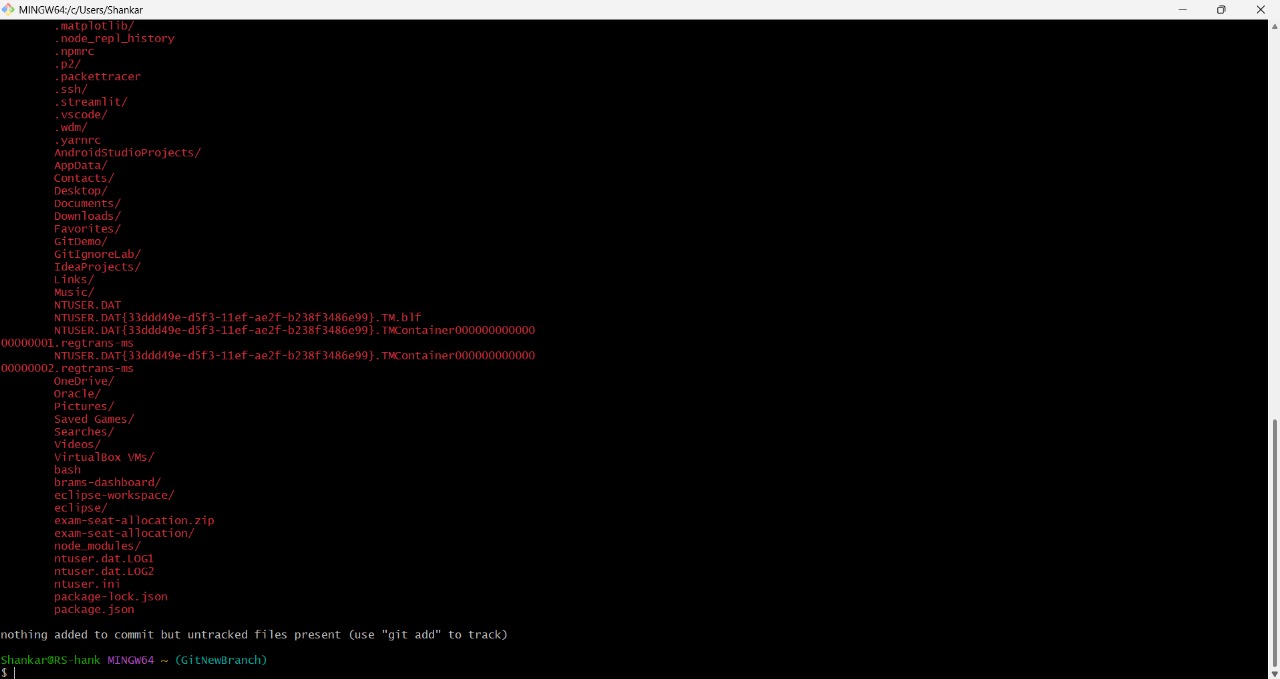 MINGW64:/c/Users/Shankar
.matplotlib/
.node_repl_history
.npmrc
.p2/
.packettracer
.ssh/
.streamlit/
.vscode/
.wdm/
.yarnrc
AndroidStudioProjects/
AppData/
Contacts/
Desktop/
Documents/
Downloads/
Favorites/
GitDemo/
GitIgnoreLab/
IdeaProjects/
Links/
Music/
NTUSER.DAT
NTUSER.DAT{33ddd49e-d5f3-11ef-ae2f-b238f3486e99}.TM.blf
NTUSER.DAT{33ddd49e-d5f3-11ef-ae2f-b238f3486e99}.TMContainer000000000000
00000001.regtrans-ms
NTUSER.DAT{33ddd49e-d5f3-11ef-ae2f-b238f3486e99}.TMContainer000000000000
00000002.regtrans-ms
OneDrive/
Oracle/
Pictures/
Saved Games/
Searches/
Videos/
VirtualBox VMs/
bash
brams-dashboard/
eclipse-workspace/
eclipse/
exam-seat-allocation.zip
exam-seat-allocation/
node_modules/
ntuser.dat.LOG1
ntuser.dat.LOG2
ntuser.ini
package-lock.json
package.json
nothing added to commit but untracked files present (use "git add" to track)
Shankar@RS-hank MINGW64 ~ (GitNewBranch)
$